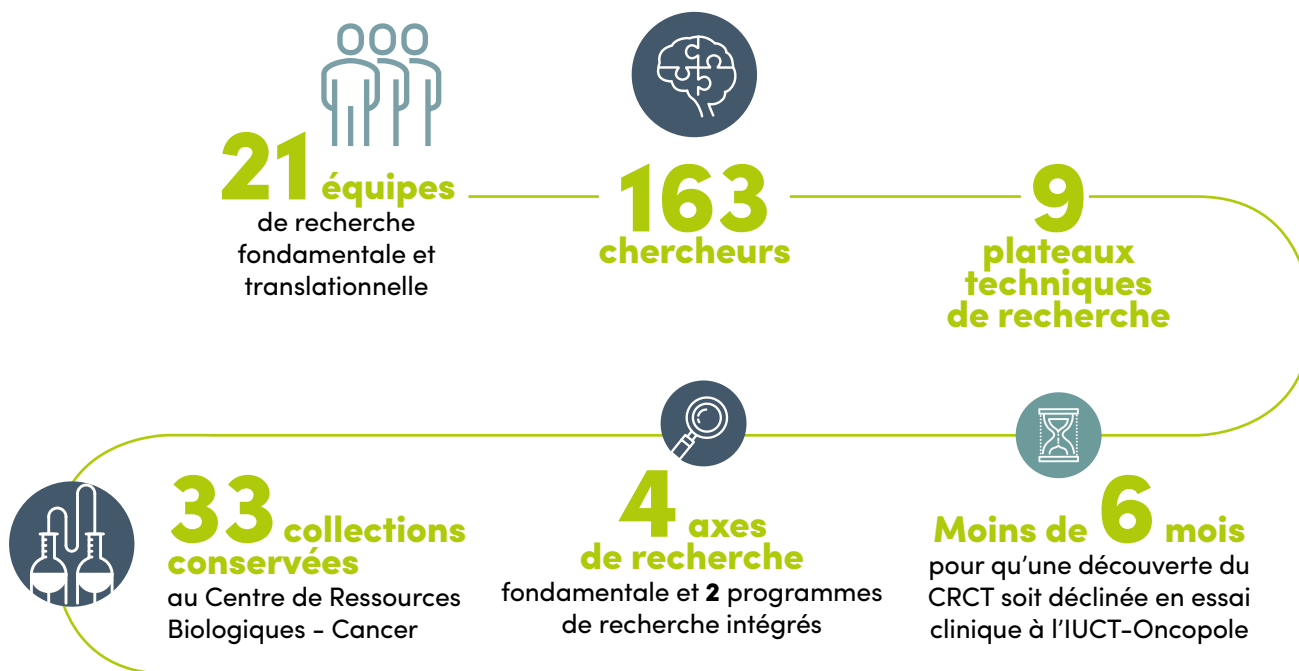 21 équipes
de recherche
fondamentale et
translationnelle
163
chercheurs
9
plateaux
techniques
de recherche
33 collections
conservées
au Centre de Ressources
Biologiques - Cancer
4 axes
de recherche
fondamentale et 2 programmes
de recherche intégrés
Moins de 6 mois
pour qu’une découverte du
CRCT soit déclinée en essai
clinique à l’IUCT-Oncopole